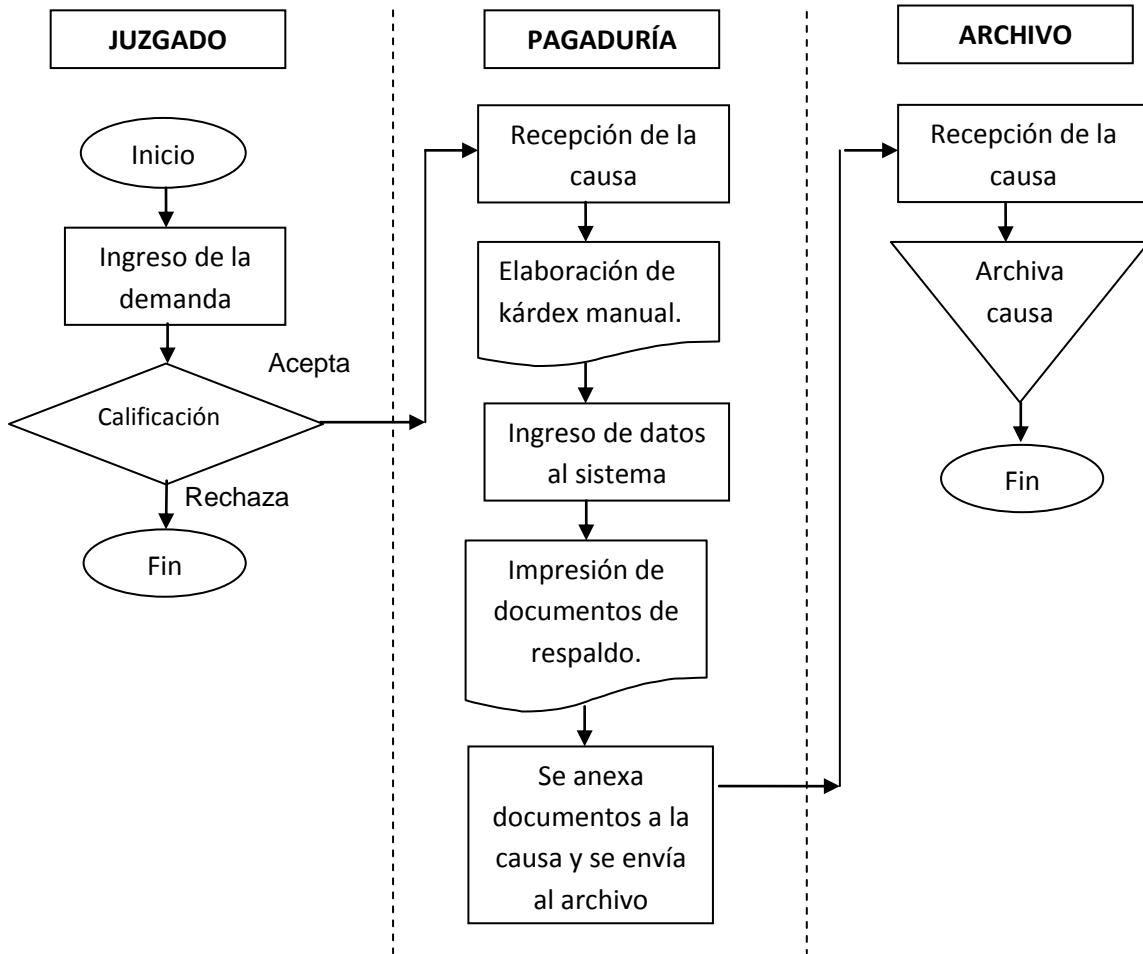 JUZGADO
Inicio
Ingreso de la
demanda
Acepta
Calificación
Rechaza
Fin
PAGADURÍA
Recepción de la
causa
Elaboración de
kárdex manual.
Ingreso de datos
al sistema
Impresión de
documentos de
respaldo.
Se anexa
documentos a la
causa y se envía
al archivo
ARCHIVO
Recepción de la
causa
Archiva
causa
Fin